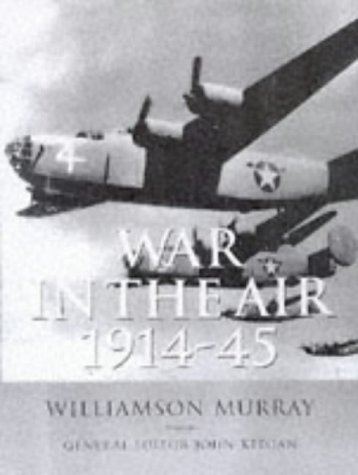 4
WAR
IN THE AIR
1914-45
WILLIAMSON MURRAY
GENERAL EDITOR JOHN KEEGAN